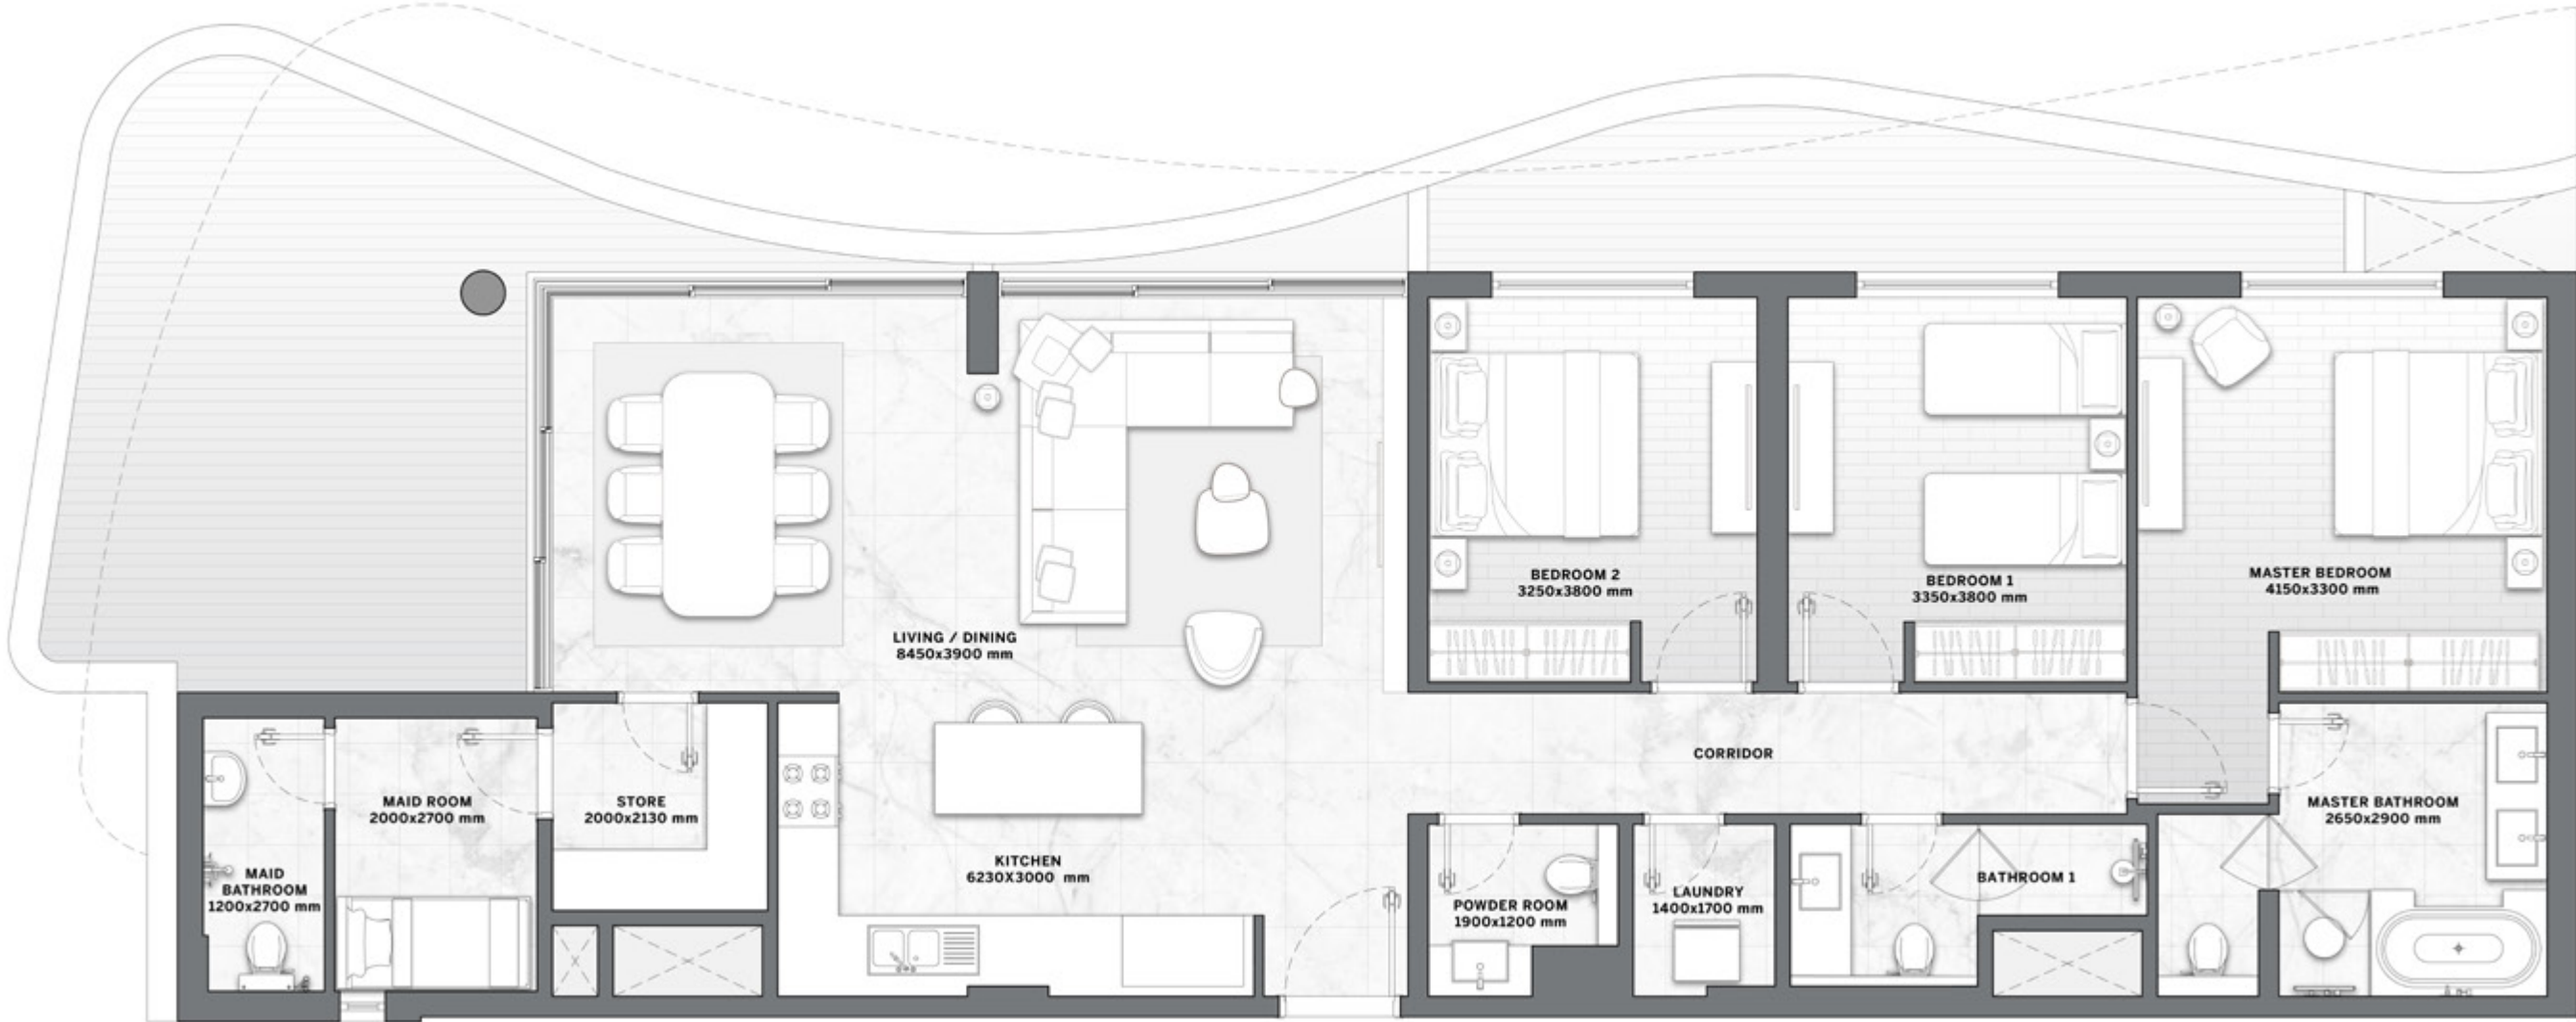 BEDROOM 2
3250x3800 mm
BEDROOM 1
3350x3800 mm
MASTER BEDROOM
4150x3300 mm
LIVING / DINING
8450x3900 mm
CORRIDOR
MAID ROOM
2000x2700 mm
STORE
2000x2130 mm
MASTER BATHROOM
2650x2900 mm
MAID
BATHROOM
1200x2700 mm
KITCHEN
6230X3000 mm
POWDER ROOM
1900x1200 mm
LAUNDRY
1400x1700 mm
BATHROOM 1